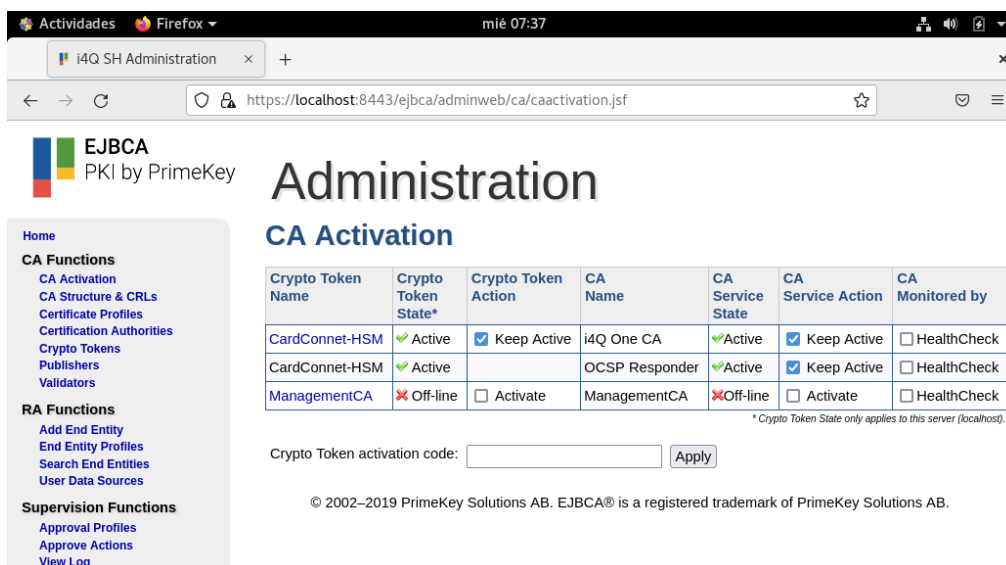 Actividades Firefox mié 07:37
i4Q SH Administration × +
https://localhost:8443/ejbca/adminweb/ca/caactivation.jsf
EJBCA
PKI by PrimeKey
Administration
Home
CA Functions
CA Activation
CA Structure & CRLs
Certificate Profiles
Certification Authorities
Crypto Tokens
Publishers
Validators
RA Functions
Add End Entity
End Entity Profiles
Search End Entities
User Data Sources
Supervision Functions
Approval Profiles
Approve Actions
View Log
CA Activation
Crypto Token Name Crypto Token State* Crypto Token Action CA Name CA Service State CA Service Action CA Monitored by
CardConnet-HSM Active Keep Active i4Q One CA Active Keep Active HealthCheck
CardConnet-HSM Active OCSP Responder Active Keep Active HealthCheck
ManagementCA Off-line Activate ManagementCA Off-line Activate HealthCheck
* Crypto Token State only applies to this server (localhost).
Crypto Token activation code: Apply
© 2002–2019 PrimeKey Solutions AB. EJBCA® is a registered trademark of PrimeKey Solutions AB.